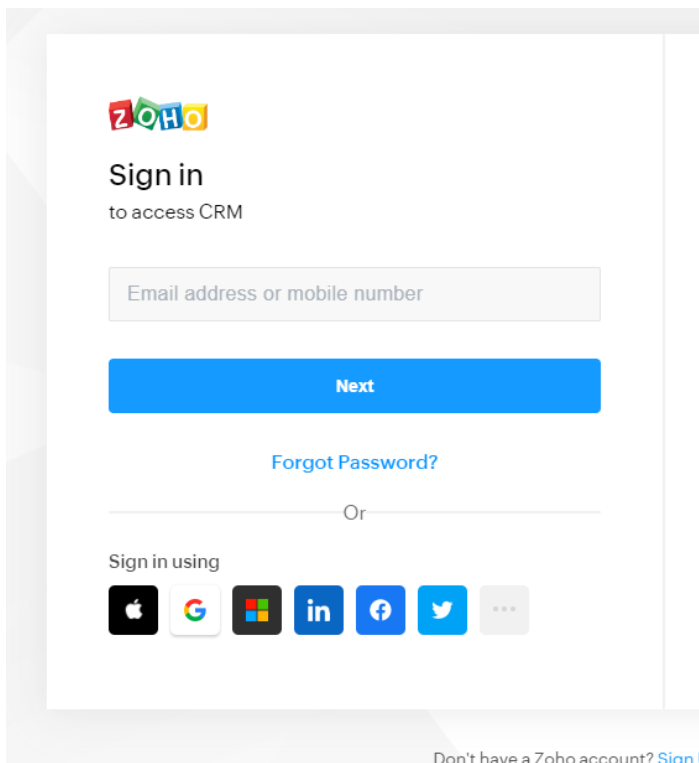 ZOHO
Sign in
to access CRM
Email address or mobile number
Next
Forgot Password?
Or
Sign in using
in
Don't have a Zoho account? Sign